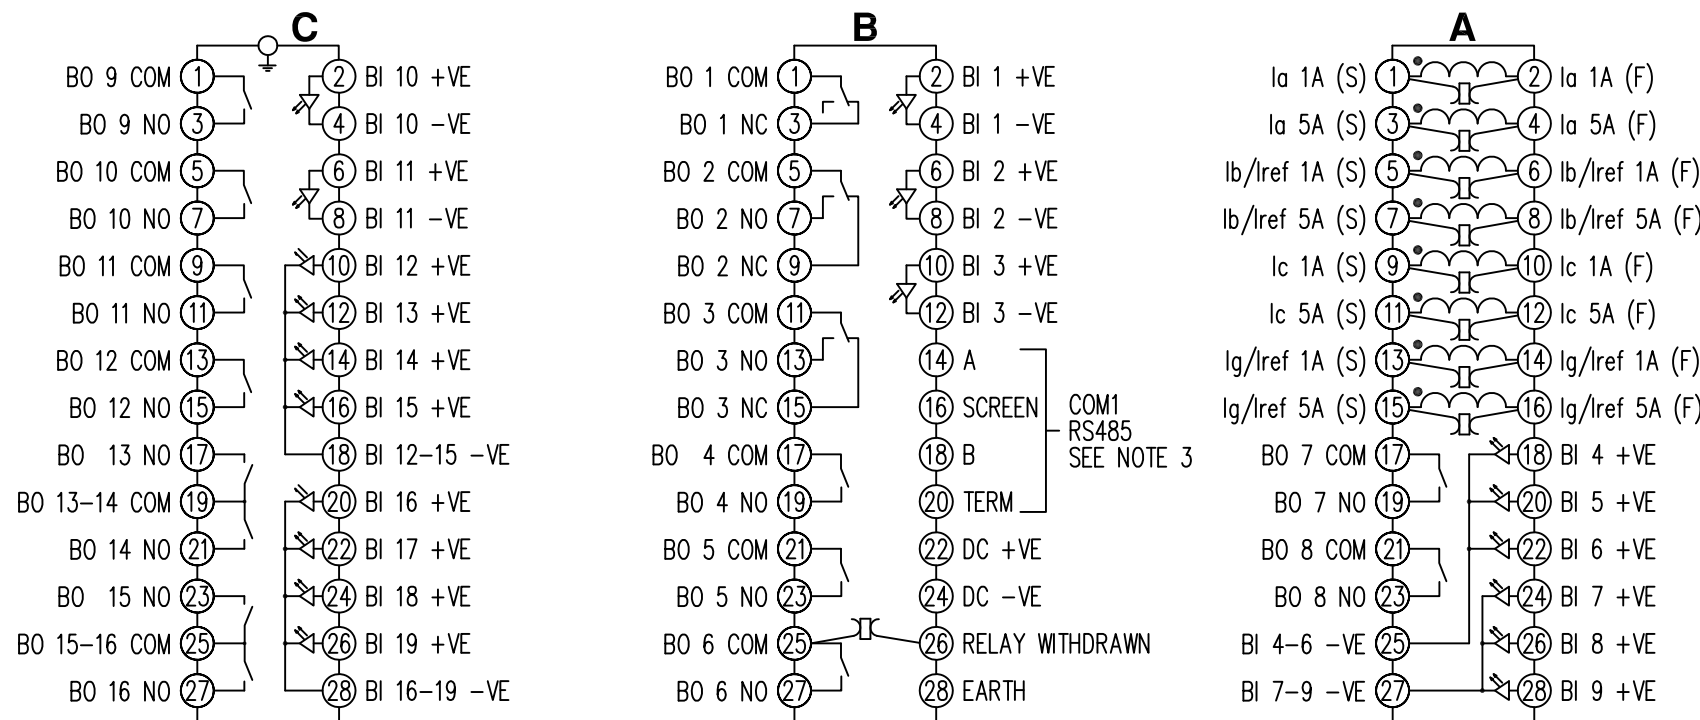 C B A
BO 9 COM 1 2 BI 10 +VE BO 1 COM 1 2 BI 1 +VE Ia 1A (S) 1 2 Ia 1A (F)
BO 9 NO 3 4 BI 10 -VE BO 1 NC 3 4 BI 1 -VE Ia 5A (S) 3 4 Ia 5A (F)
BO 10 COM 5 6 BI 11 +VE BO 2 COM 5 6 BI 2 +VE Ib/Iref 1A (S) 5 6 Ib/Iref 1A (F)
BO 10 NO 7 8 BI 11 -VE BO 2 NO 7 8 BI 2 -VE Ib/Iref 5A (S) 7 8 Ib/Iref 5A (F)
BO 11 COM 9 10 BI 12 +VE BO 2 NC 9 10 BI 3 +VE Ic 1A (S) 9 10 Ic 1A (F)
BO 11 NO 11 12 BI 13 +VE BO 3 COM 11 12 BI 3 -VE Ic 5A (S) 11 12 Ic 5A (F)
BO 12 COM 13 14 BI 14 +VE BO 3 NO 13 14 A Ig/Iref 1A (S) 13 14 Ig/Iref 1A (F)
BO 12 NO 15 16 BI 15 +VE BO 3 NC 15 16 SCREEN COM1 Ig/Iref 5A (S) 15 16 Ig/Iref 5A (F)
RS485
BO 13 NO 17 18 BI 12-15 -VE BO 4 COM 17 18 B SEE NOTE 3 BO 7 COM 17 18 BI 4 +VE
BO 13-14 COM 19 20 BI 16 +VE BO 4 NO 19 20 TERM BO 7 NO 19 20 BI 5 +VE
BO 14 NO 21 22 BI 17 +VE BO 5 COM 21 22 DC +VE BO 8 COM 21 22 BI 6 +VE
BO 15 NO 23 24 BI 18 +VE BO 5 NO 23 24 DC -VE BO 8 NO 23 24 BI 7 +VE
BO 15-16 COM 25 26 BI 19 +VE BO 6 COM 25 26 RELAY WITHDRAWN BI 4-6 -VE 25 26 BI 8 +VE
BO 16 NO 27 28 BI 16-19 -VE BO 6 NO 27 28 EARTH BI 7-9 -VE 27 28 BI 9 +VE